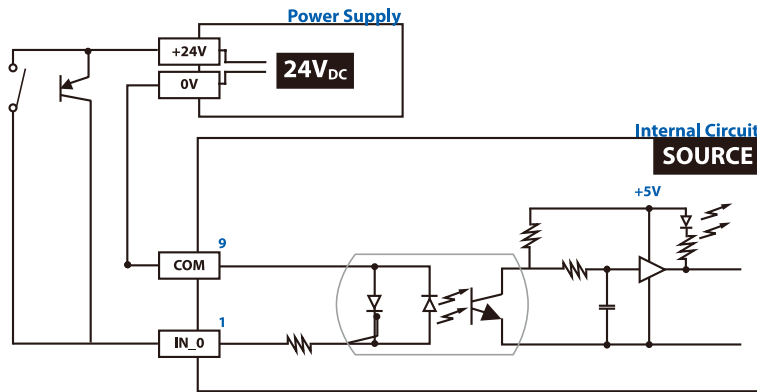 Power Supply
+24V
0V
24VDC
Internal Circuit
SOURCE
+5V
9
COM
1
IN_0